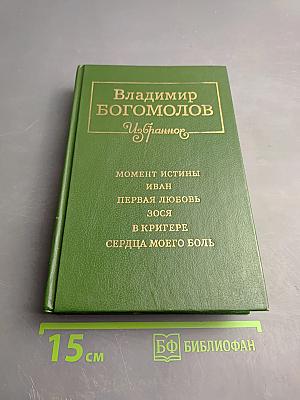 Владимир
БОГОМОЛОВ
Избранное
МОМЕНТ ИСТИНЫ
ИВАН
ПЕРВАЯ ЛЮБОВЬ
ЗОСЯ
В КРИГЕРЕ
СЕРДЦА МОЕГО БОЛЬ
15 см
БФ БИБЛИОФАН